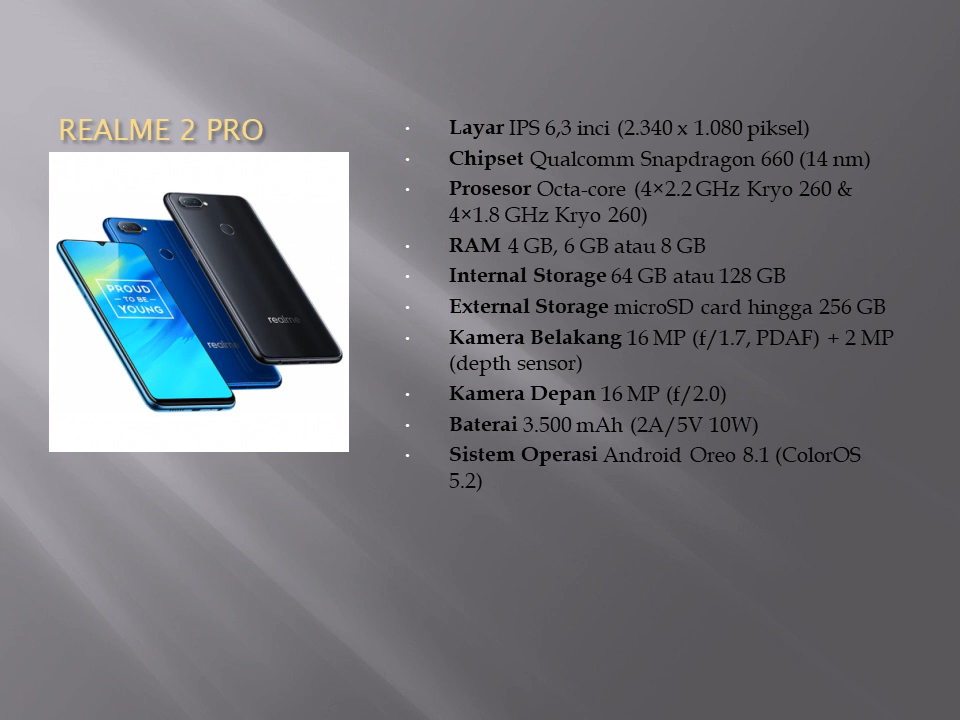 REALME 2 PRO
PROUD
TO BE
YOUNG
realme
realme
• Layar IPS 6,3 inci (2.340 x 1.080 piksel)
• Chipset Qualcomm Snapdragon 660 (14 nm)
• Prosesor Octa-core (4×2.2 GHz Kryo 260 &
4×1.8 GHz Kryo 260)
• RAM 4 GB, 6 GB atau 8 GB
• Internal Storage 64 GB atau 128 GB
• External Storage microSD card hingga 256 GB
• Kamera Belakang 16 MP (f/1.7, PDAF) + 2 MP
(depth sensor)
• Kamera Depan 16 MP (f/2.0)
• Baterai 3.500 mAh (2A/5V 10W)
• Sistem Operasi Android Oreo 8.1 (ColorOS
5.2)